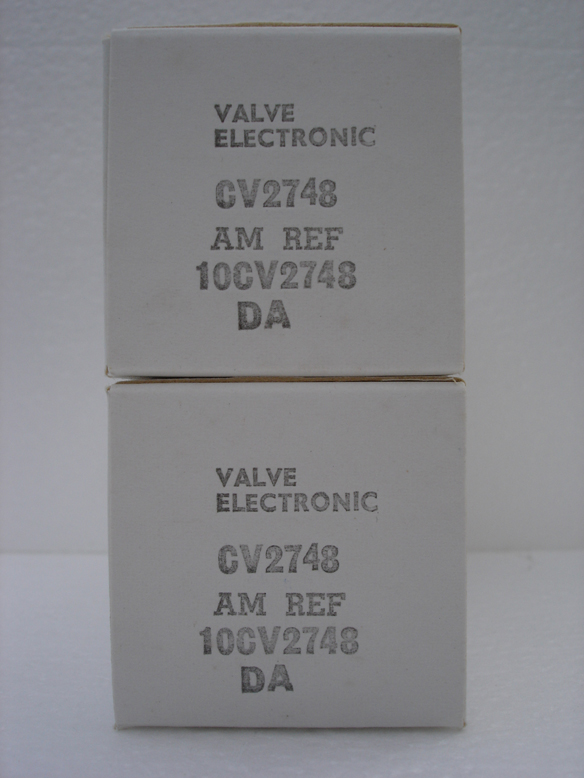 VALVE
ELECTRONIC
CV2748
AM REF
10CV2748
DA
VALVE
ELECTRONIC
CV2748
AM REF
10CV2748
DA